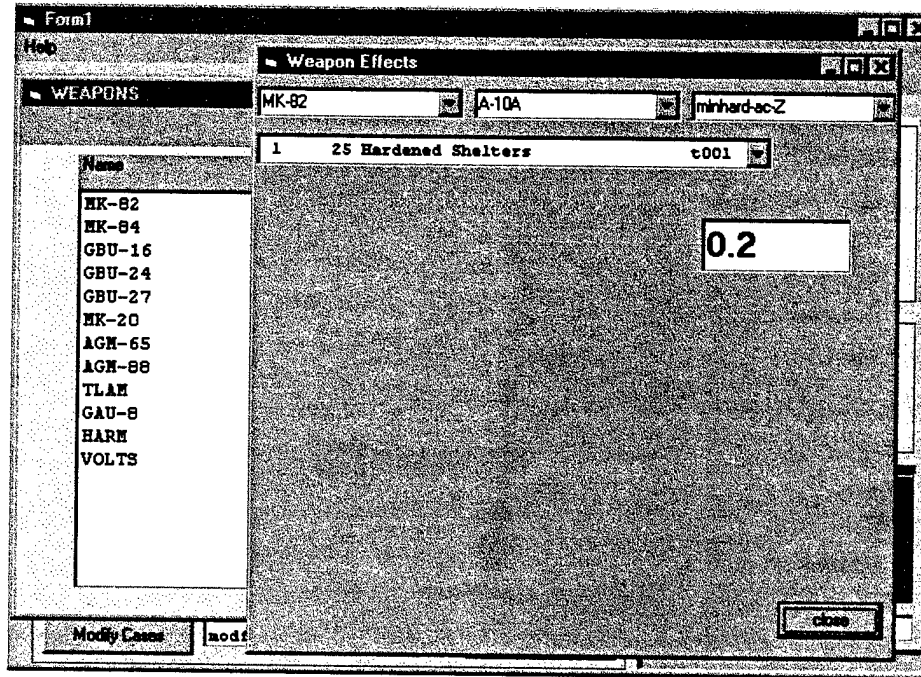 Form1
Help
Weapon Effects
WEAPONS
MK-82 A-10A minhard-ac-Z
1 25 Hardened Shelters t001
Name
MK-82
MK-84
GBU-16
GBU-24
GBU-27
MK-20
AGM-65
AGM-88
TLAM
GAU-8
HARM
VOLTS
0.2
close
Modify Cases modf